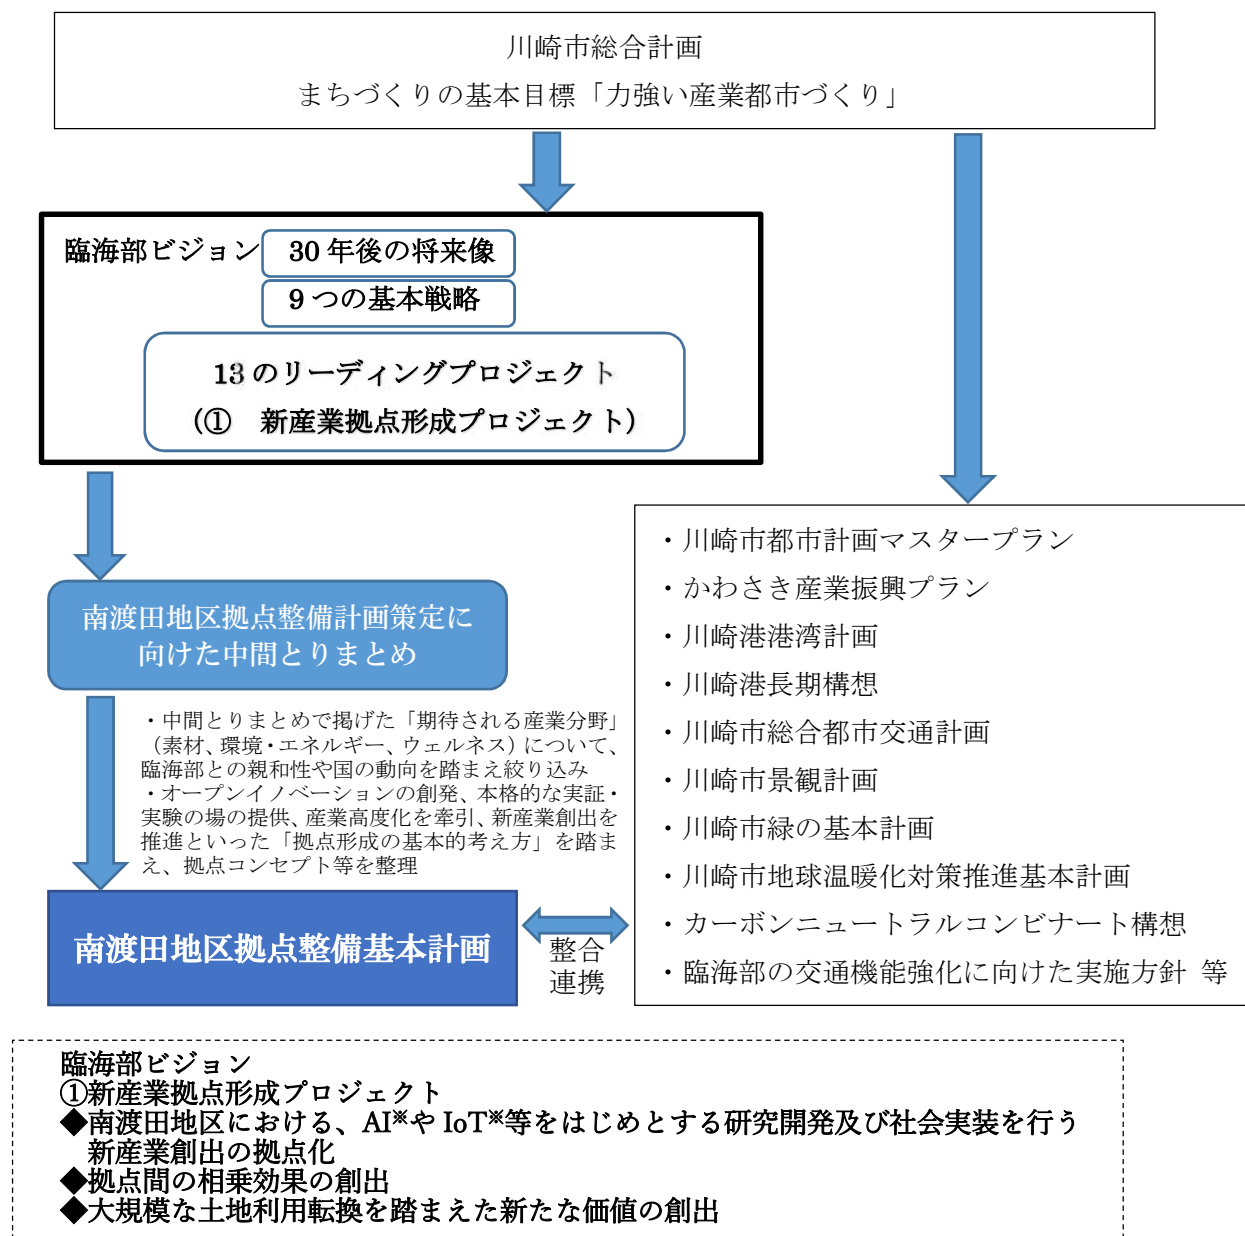 川崎市総合計画
まちづくりの基本目標「力強い産業都市づくり」
臨海部ビジョン
30 年後の将来像
9 つの基本戦略
13 のリーディングプロジェクト
(①　新産業拠点形成プロジェクト)
南渡田地区拠点整備計画策定に
向けた中間とりまとめ
・中間とりまとめで掲げた「期待される産業分野」
（素材、環境・エネルギー、ウェルネス）について、
臨海部との親和性や国の動向を踏まえ絞り込み
・オープンイノベーションの創発、本格的な実証・
実験の場の提供、産業高度化を牽引、新産業創出を
推進といった「拠点形成の基本的考え方」を踏ま
え、拠点コンセプト等を整理
南渡田地区拠点整備基本計画
整合
連携
・川崎市都市計画マスタープラン
・かわさき産業振興プラン
・川崎港港湾計画
・川崎港長期構想
・川崎市総合都市交通計画
・川崎市景観計画
・川崎市緑の基本計画
・川崎市地球温暖化対策推進基本計画
・カーボンニュートラルコンビナート構想
・臨海部の交通機能強化に向けた実施方針 等
臨海部ビジョン
①新産業拠点形成プロジェクト
◆南渡田地区における、AI※や IoT※等をはじめとする研究開発及び社会実装を行う
新産業創出の拠点化
◆拠点間の相乗効果の創出
◆大規模な土地利用転換を踏まえた新たな価値の創出